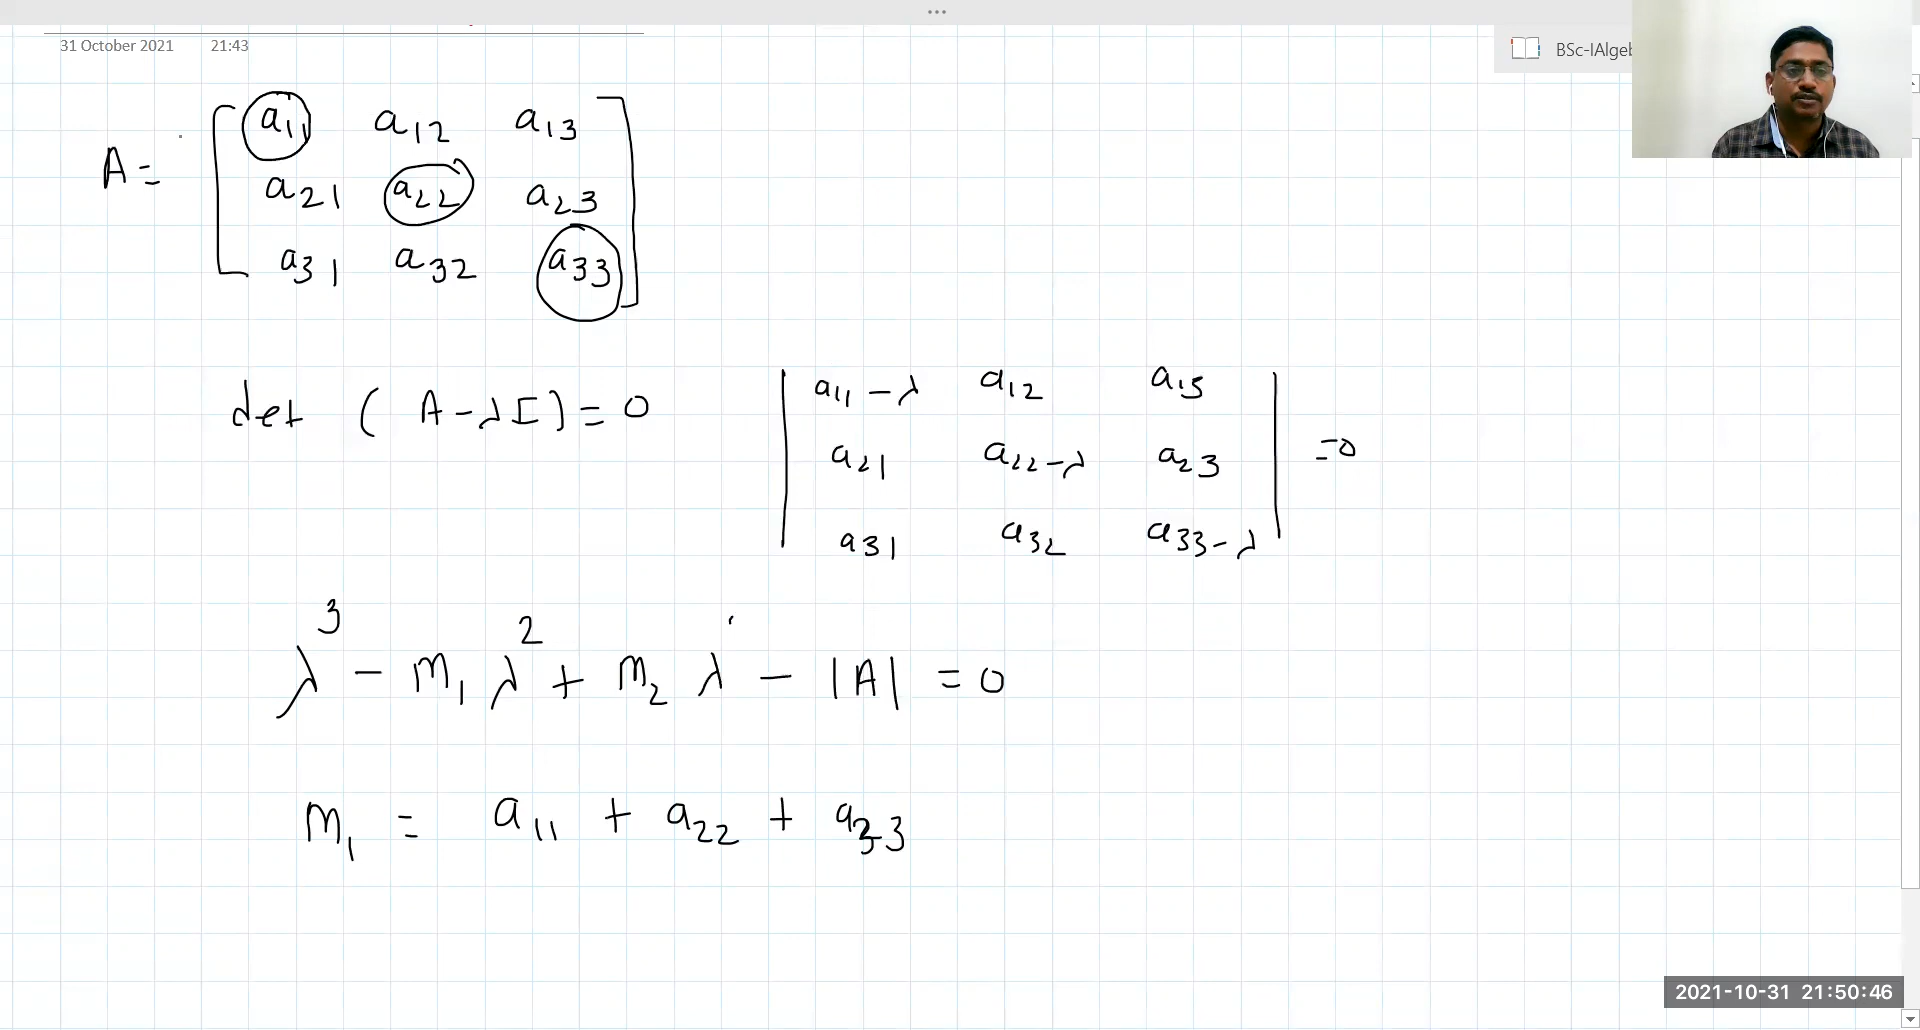 31 October 2021 21:43
BSc-IAlgeb
A = [ a11 a12 a13
a21 a22 a23
a31 a32 a33 ]
det ( A - λI ) = 0
| a11 - λ a12 a13
a21 a22 - λ a23
a31 a32 a33 - λ | = 0
λ³ - M₁ λ² + M₂ λ - |A| = 0
M₁ = a11 + a22 + a33
2021-10-31 21:50:46